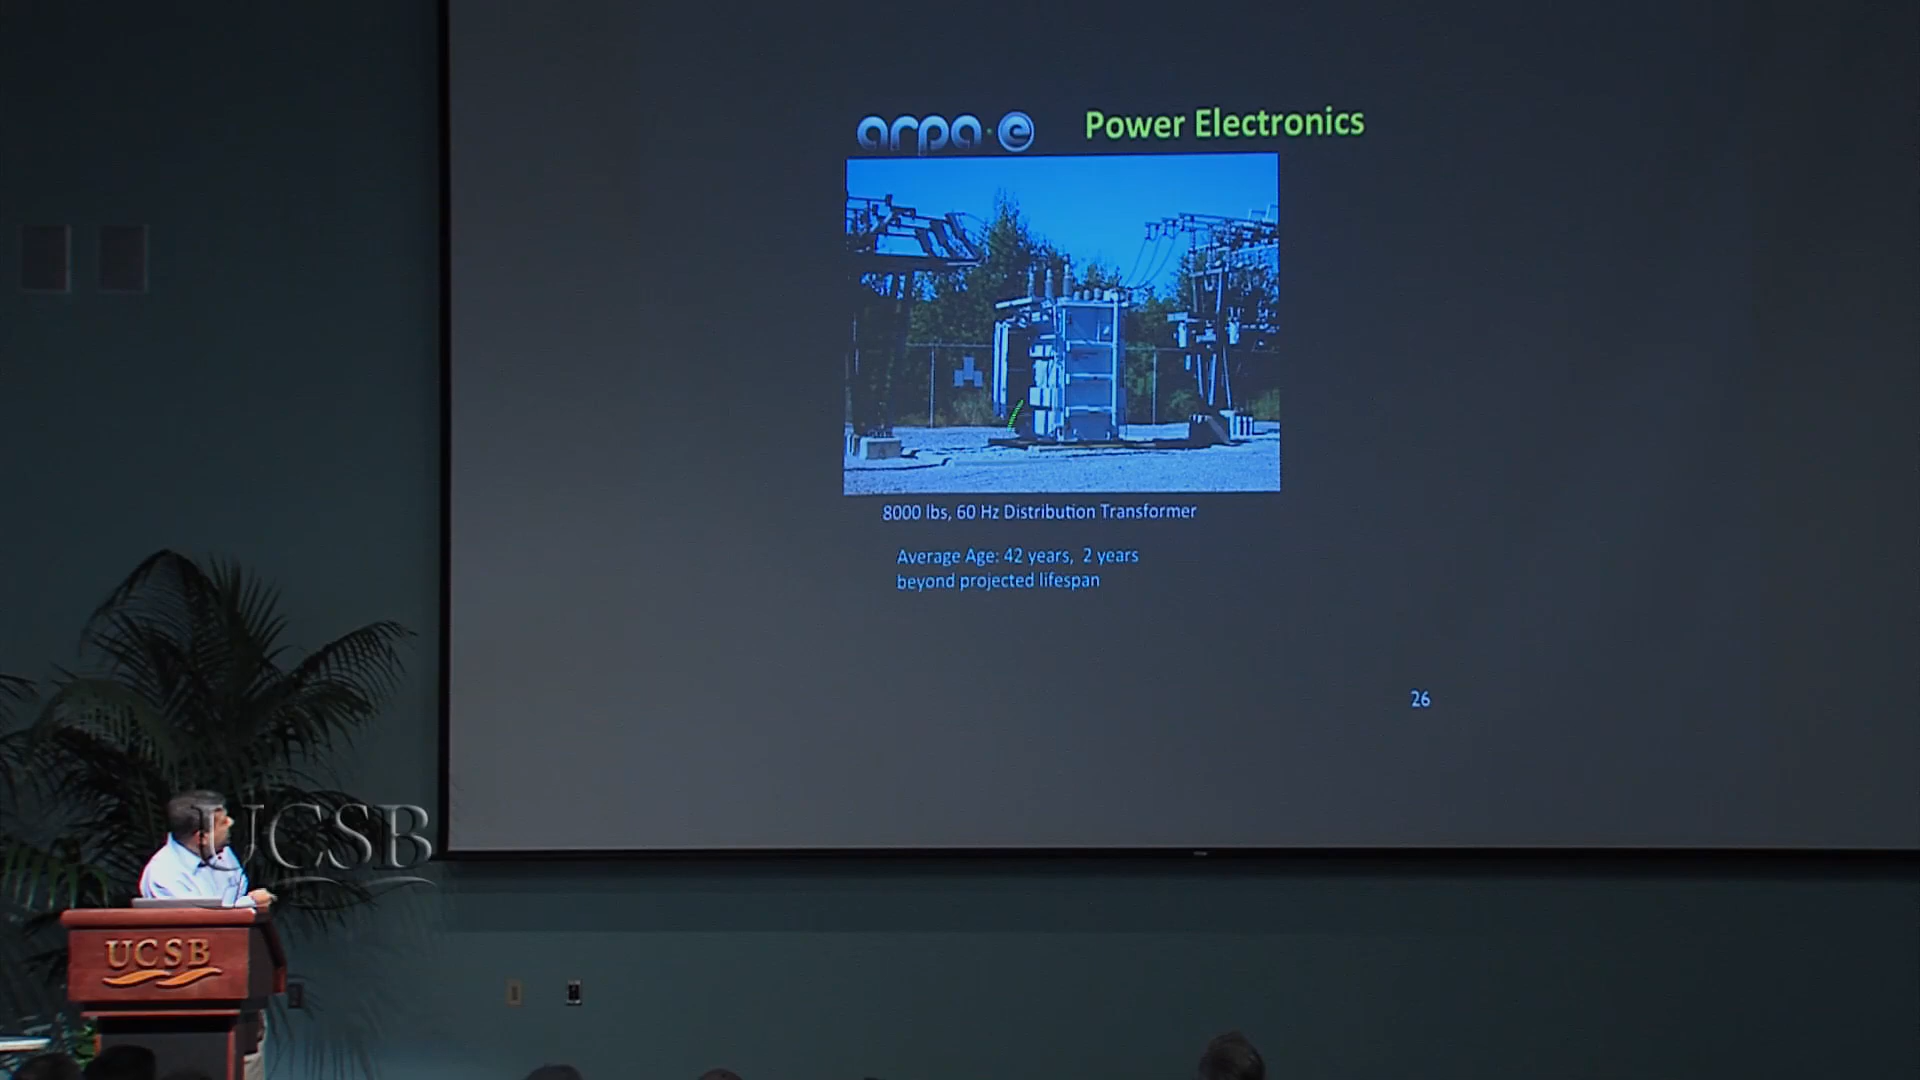 arpa·e
Power Electronics
8000 lbs, 60 Hz Distribution Transformer
Average Age: 42 years, 2 years
beyond projected lifespan
26
UCSB
UCSB